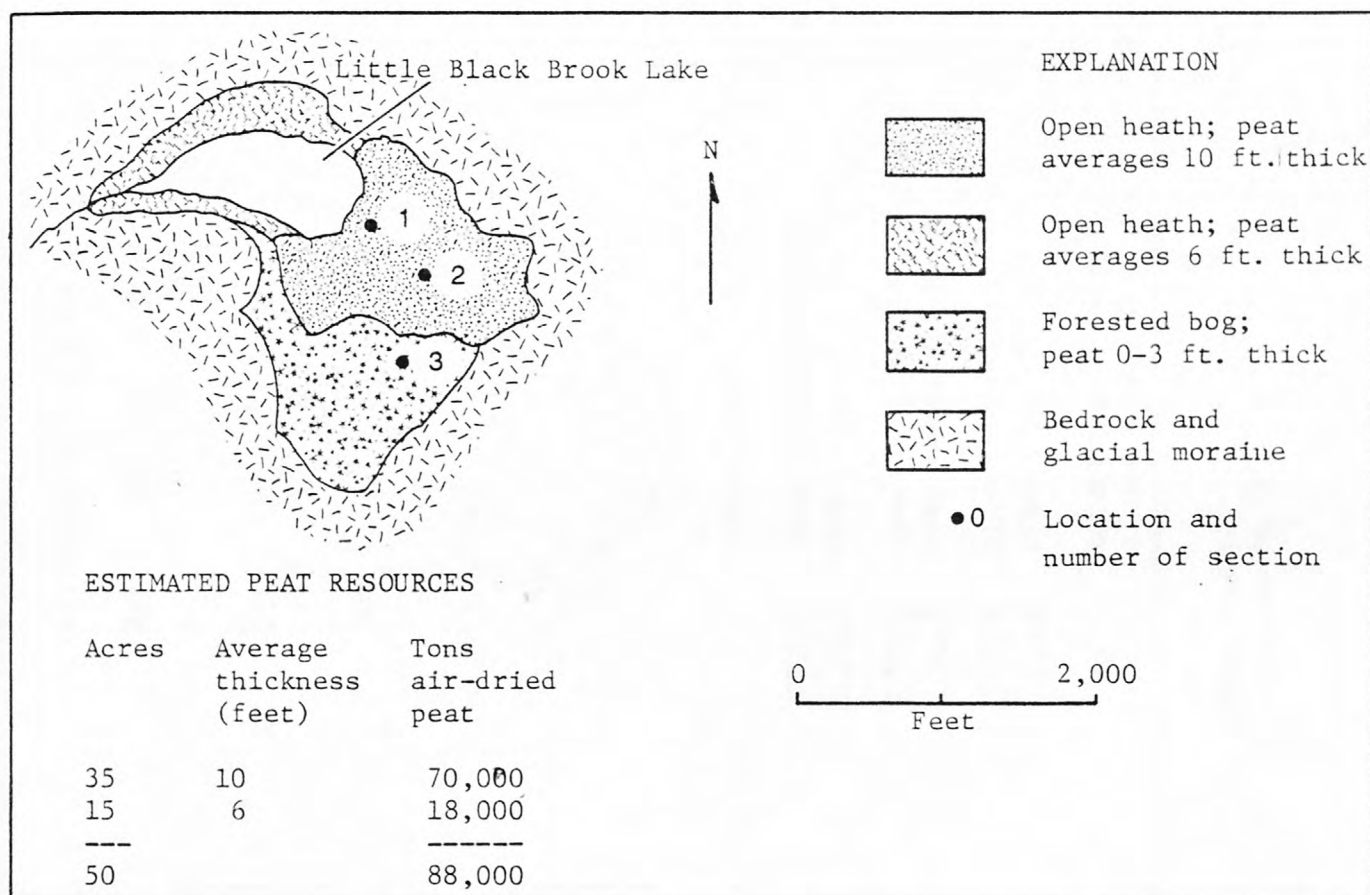 Little Black Brook Lake
1
2
3
N
EXPLANATION
Open heath; peat
averages 10 ft. thick
Open heath; peat
averages 6 ft. thick
Forested bog;
peat 0-3 ft. thick
Bedrock and
glacial moraine
0 Location and
number of section
0 2,000
Feet
ESTIMATED PEAT RESOURCES
Acres Average Tons
thickness air-dried
(feet) peat
35 10 70,000
15 6 18,000
--- -------
50 88,000